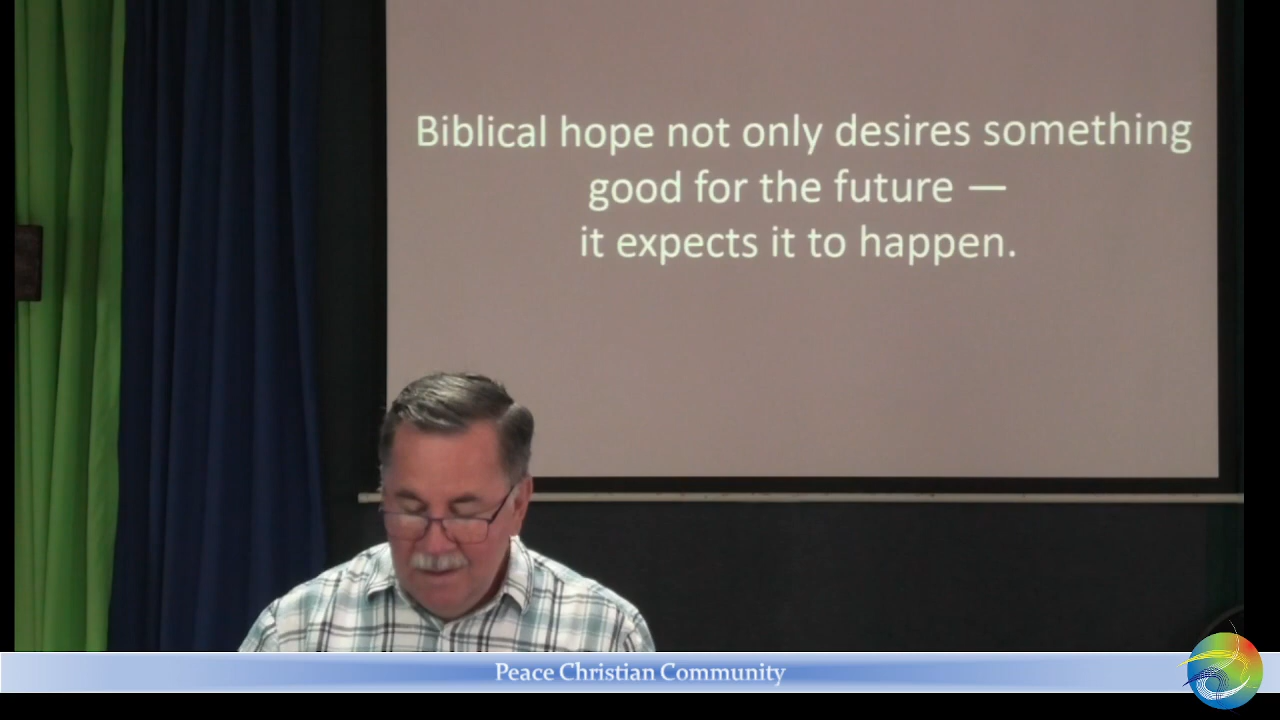 Biblical hope not only desires something
good for the future —
it expects it to happen.
Peace Christian Community